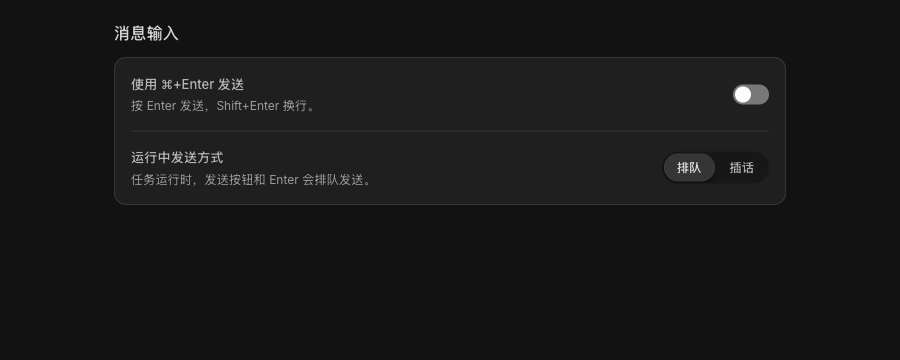 消息输入
使用 ⌘+Enter 发送
按 Enter 发送，Shift+Enter 换行。
运行中发送方式
任务运行时，发送按钮和 Enter 会排队发送。
排队 插话